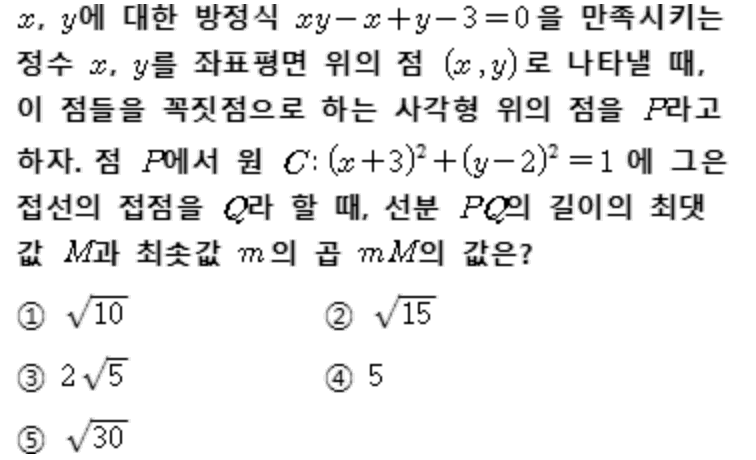 x, y에 대한 방정식 xy-x+y-3=0을 만족시키는
정수 x, y를 좌표평면 위의 점 (x,y)로 나타낼 때,
이 점들을 꼭짓점으로 하는 사각형 위의 점을 P라고
하자. 점 P에서 원 C:(x+3)²+(y-2)²=1에 그은
접선의 접점을 Q라 할 때, 선분 PQ의 길이의 최댓
값 M과 최솟값 m의 곱 mM의 값은?
① √10 ② √15
③ 2√5 ④ 5
⑤ √30